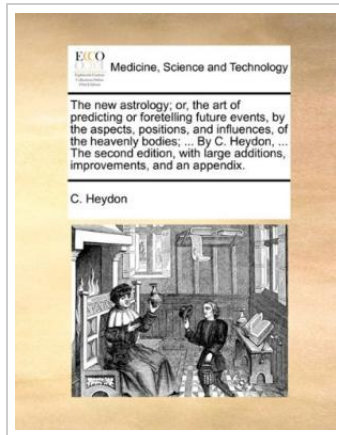 ECCO
Medicine, Science and Technology
The new astrology; or, the art of
predicting or foretelling future events, by
the aspects, positions, and influences, of
the heavenly bodies; ... By C. Heydon, ...
The second edition, with large additions,
improvements, and an appendix.
C. Heydon